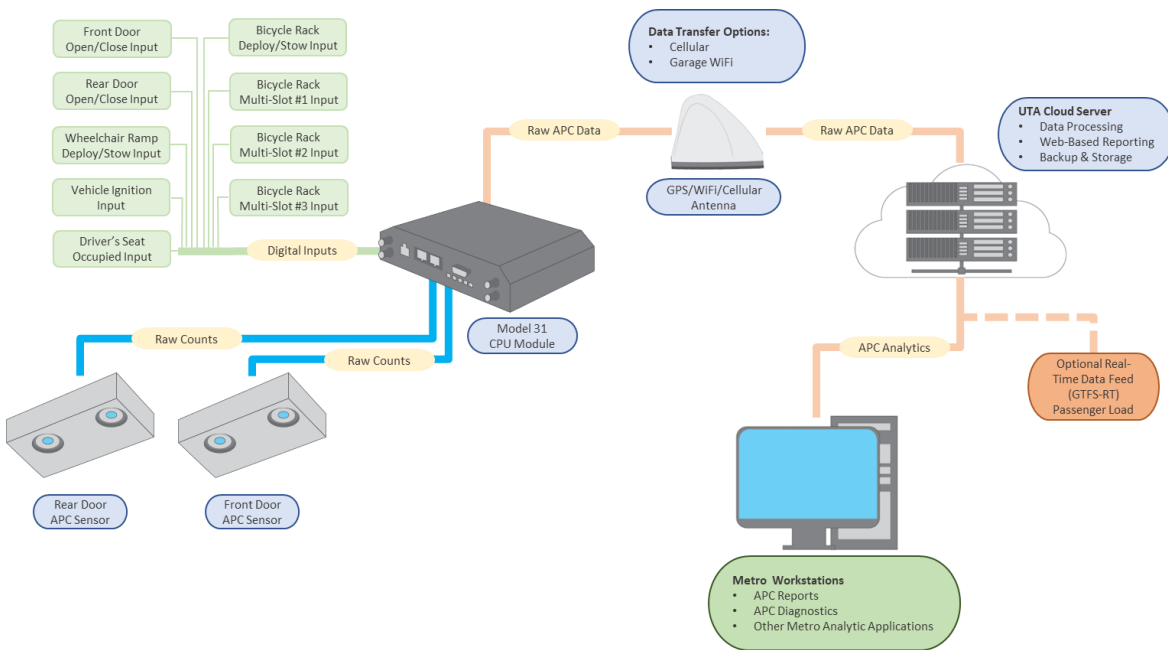 Front Door
Open/Close Input
Rear Door
Open/Close Input
Wheelchair Ramp
Deploy/Stow Input
Vehicle Ignition
Input
Driver's Seat
Occupied Input
Bicycle Rack
Deploy/Stow Input
Bicycle Rack
Multi-Slot #1 Input
Bicycle Rack
Multi-Slot #2 Input
Bicycle Rack
Multi-Slot #3 Input
Digital Inputs
Model 31
CPU Module
Raw Counts
Raw Counts
Rear Door
APC Sensor
Front Door
APC Sensor
Raw APC Data
Data Transfer Options:
• Cellular
• Garage WiFi
GPS/WiFi/Cellular
Antenna
Raw APC Data
UTA Cloud Server
• Data Processing
• Web-Based Reporting
• Backup & Storage
APC Analytics
Optional Real-
Time Data Feed
(GTFS-RT)
Passenger Load
Metro Workstations
• APC Reports
• APC Diagnostics
• Other Metro Analytic Applications